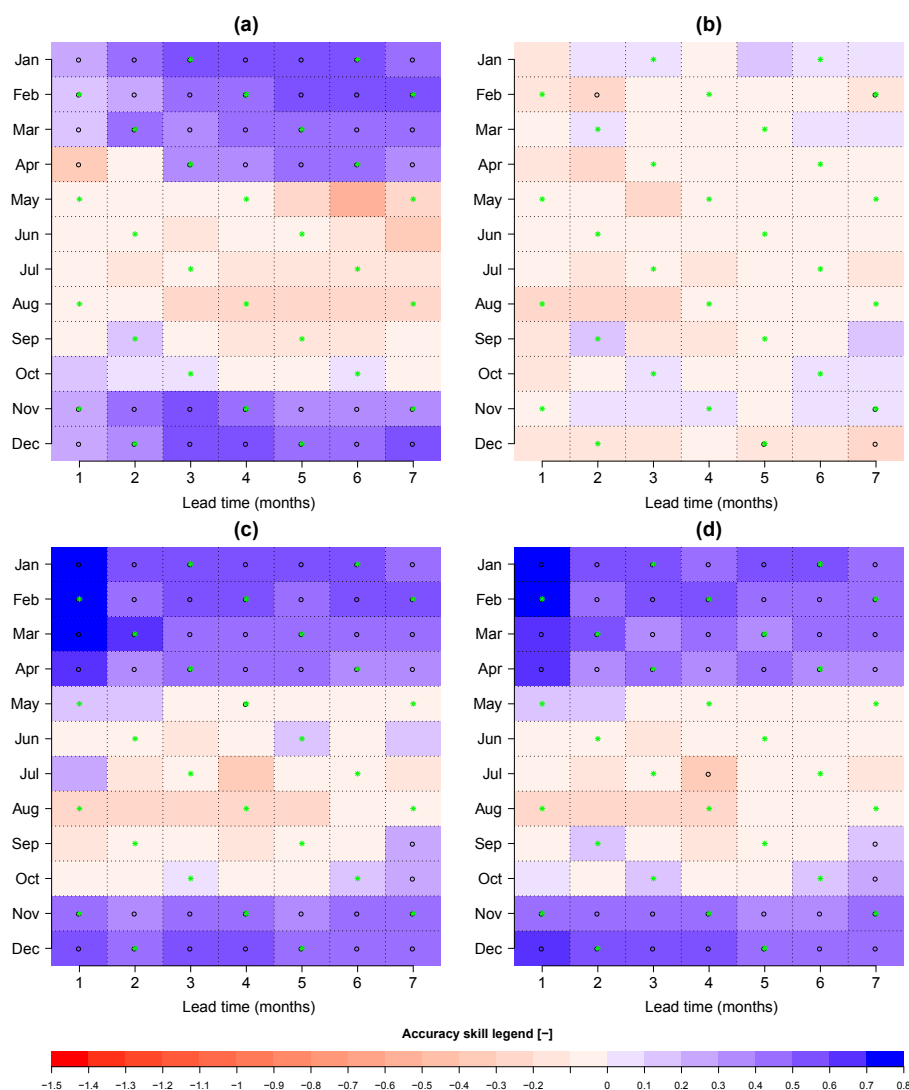 (a)
(b)
Jan
Feb
Mar
Apr
May
Jun
Jul
Aug
Sep
Oct
Nov
Dec
1 2 3 4 5 6 7
Lead time (months)
Jan
Feb
Mar
Apr
May
Jun
Jul
Aug
Sep
Oct
Nov
Dec
1 2 3 4 5 6 7
Lead time (months)
(c)
(d)
Jan
Feb
Mar
Apr
May
Jun
Jul
Aug
Sep
Oct
Nov
Dec
1 2 3 4 5 6 7
Lead time (months)
Jan
Feb
Mar
Apr
May
Jun
Jul
Aug
Sep
Oct
Nov
Dec
1 2 3 4 5 6 7
Lead time (months)
Accuracy skill legend [−]
−1.5 −1.4 −1.3 −1.2 −1.1 −1 −0.9 −0.8 −0.7 −0.6 −0.5 −0.4 −0.3 −0.2 0 0.1 0.2 0.3 0.4 0.5 0.6 0.7 0.8